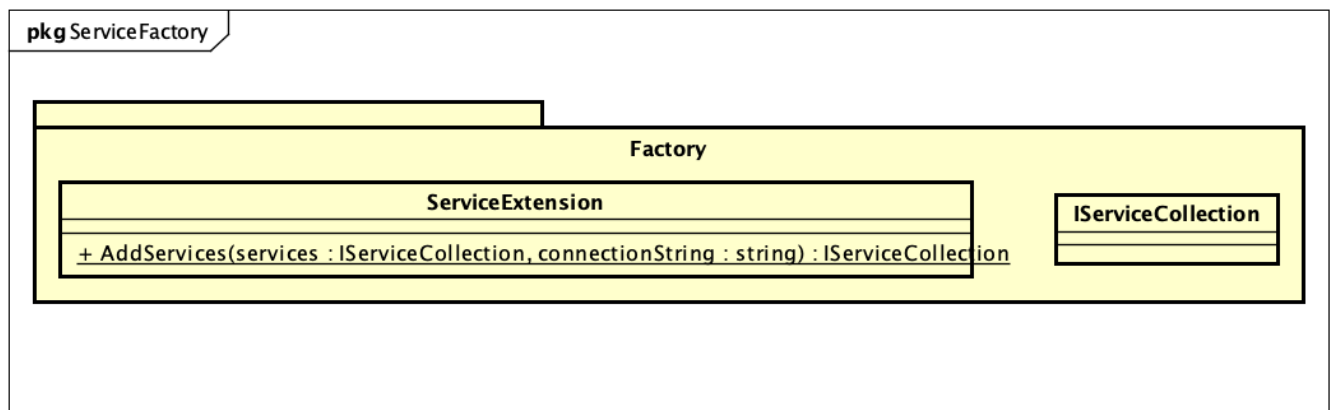 pkg ServiceFactory
Factory
ServiceExtension
IServiceCollection
+ AddServices(services : IServiceCollection, connectionString : string) : IServiceCollection